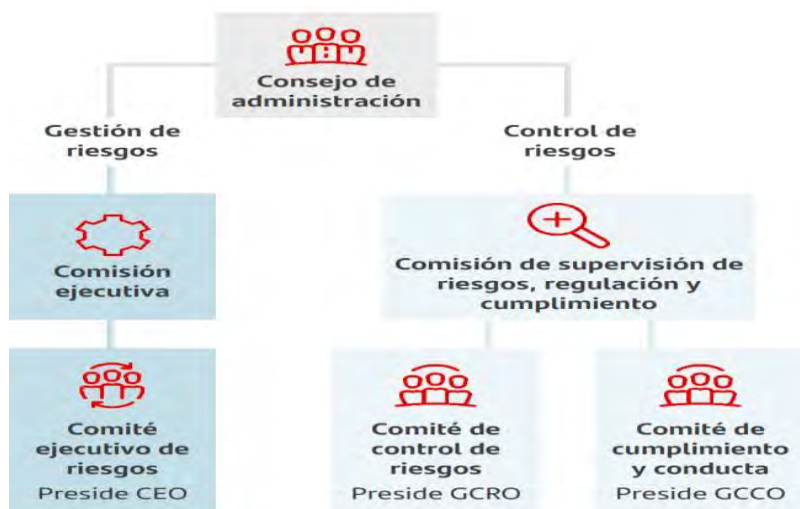 Consejo de
administración
Gestión de
riesgos
Control de
riesgos
Comisión
ejecutiva
Comisión de supervisión de
riesgos, regulación y
cumplimiento
Comité
ejecutivo de
riesgos
Preside CEO
Comité de
control de
riesgos
Preside GCRO
Comité de
cumplimiento
y conducta
Preside GCCO